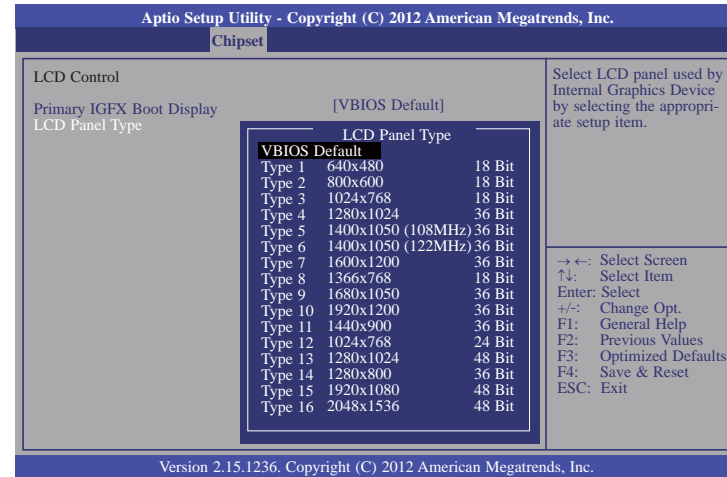 Aptio Setup Utility - Copyright (C) 2012 American Megatrends, Inc.
Chipset
LCD Control
Primary IGFX Boot Display [VBIOS Default]
LCD Panel Type
LCD Panel Type
VBIOS Default
Type 1 640x480 18 Bit
Type 2 800x600 18 Bit
Type 3 1024x768 18 Bit
Type 4 1280x1024 36 Bit
Type 5 1400x1050 (108MHz) 36 Bit
Type 6 1400x1050 (122MHz) 36 Bit
Type 7 1600x1200 36 Bit
Type 8 1366x768 18 Bit
Type 9 1680x1050 36 Bit
Type 10 1920x1200 36 Bit
Type 11 1440x900 36 Bit
Type 12 1024x768 24 Bit
Type 13 1280x1024 48 Bit
Type 14 1280x800 36 Bit
Type 15 1920x1080 48 Bit
Type 16 2048x1536 48 Bit
Select LCD panel used by
Internal Graphics Device
by selecting the appropri-
ate setup item.
→←: Select Screen
↑↓: Select Item
Enter: Select
+/-: Change Opt.
F1: General Help
F2: Previous Values
F3: Optimized Defaults
F4: Save & Reset
ESC: Exit
Version 2.15.1236. Copyright (C) 2012 American Megatrends, Inc.